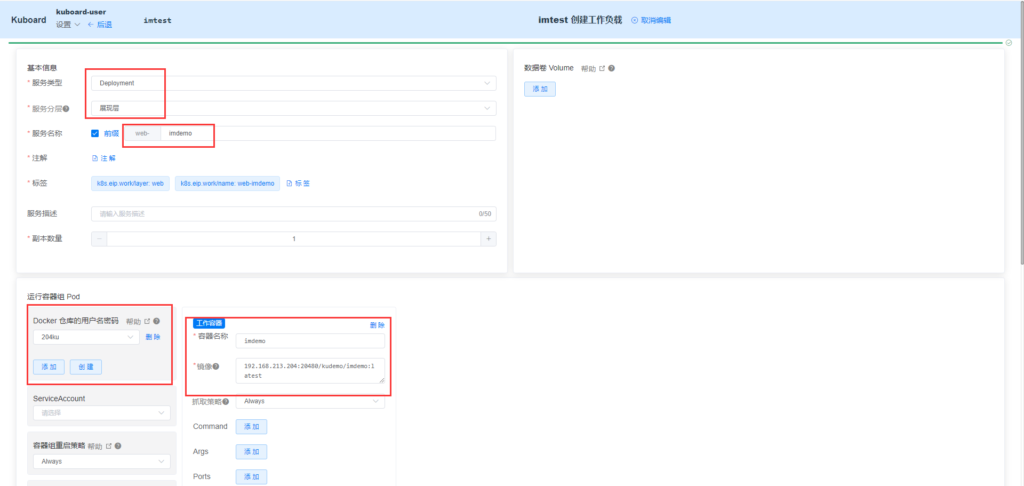 Kuboard
kuboard-user
设置
后退
imtest
imtest 创建工作负载
取消编辑
基本信息
* 服务类型
Deployment
* 服务分层
展现层
* 服务名称
前缀
web-
imdemo
* 注解
注解
* 标签
k8s.eip.work/layer: web
k8s.eip.work/name: web-imdemo
标签
服务描述
请输入服务描述
0/50
* 副本数量
1
数据卷 Volume 帮助
添加
运行容器组 Pod
Docker 仓库的用户名密码 帮助
204ku
删除
添加
创建
ServiceAccount
请选择
容器组重启策略 帮助
Always
工作容器
删除
* 容器名称
imdemo
* 镜像
192.168.213.204:20480/kudemo/imdemo:l
atest
抓取策略
Always
Command
添加
Args
添加
Ports
添加